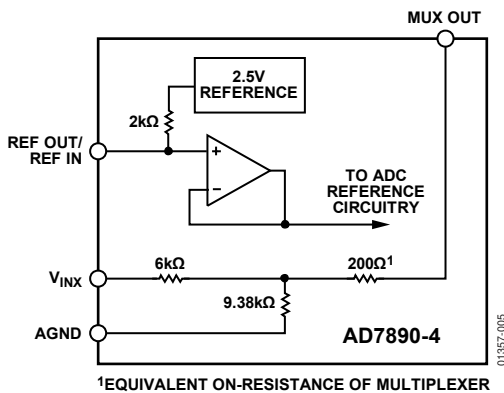 MUX OUT
2.5V
REFERENCE
2kΩ
REF OUT/
REF IN
+
−
TO ADC
REFERENCE
CIRCUITRY
VINX
6kΩ
200Ω1
9.38kΩ
AGND
AD7890-4
1EQUIVALENT ON-RESISTANCE OF MULTIPLEXER
01357-005